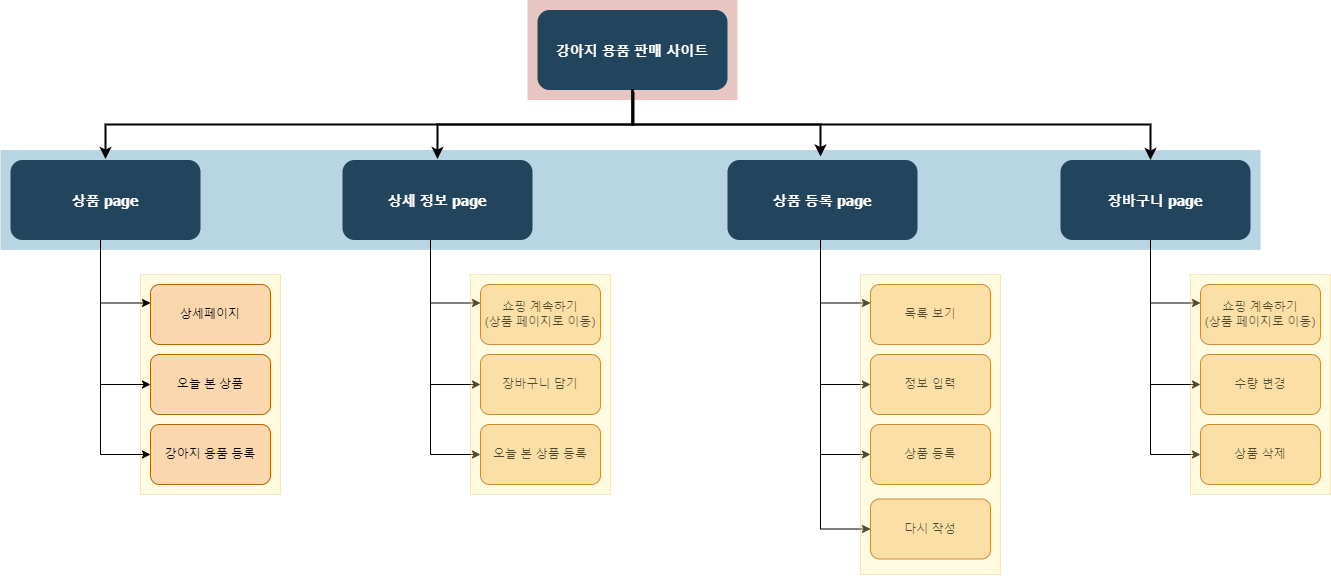 강아지 용품 판매 사이트
상품 page
상세 정보 page
상품 등록 page
장바구니 page
상세페이지
오늘 본 상품
강아지 용품 등록
쇼핑 계속하기
(상품 페이지로 이동)
장바구니 담기
오늘 본 상품 등록
목록 보기
정보 입력
상품 등록
다시 작성
쇼핑 계속하기
(상품 페이지로 이동)
수량 변경
상품 삭제